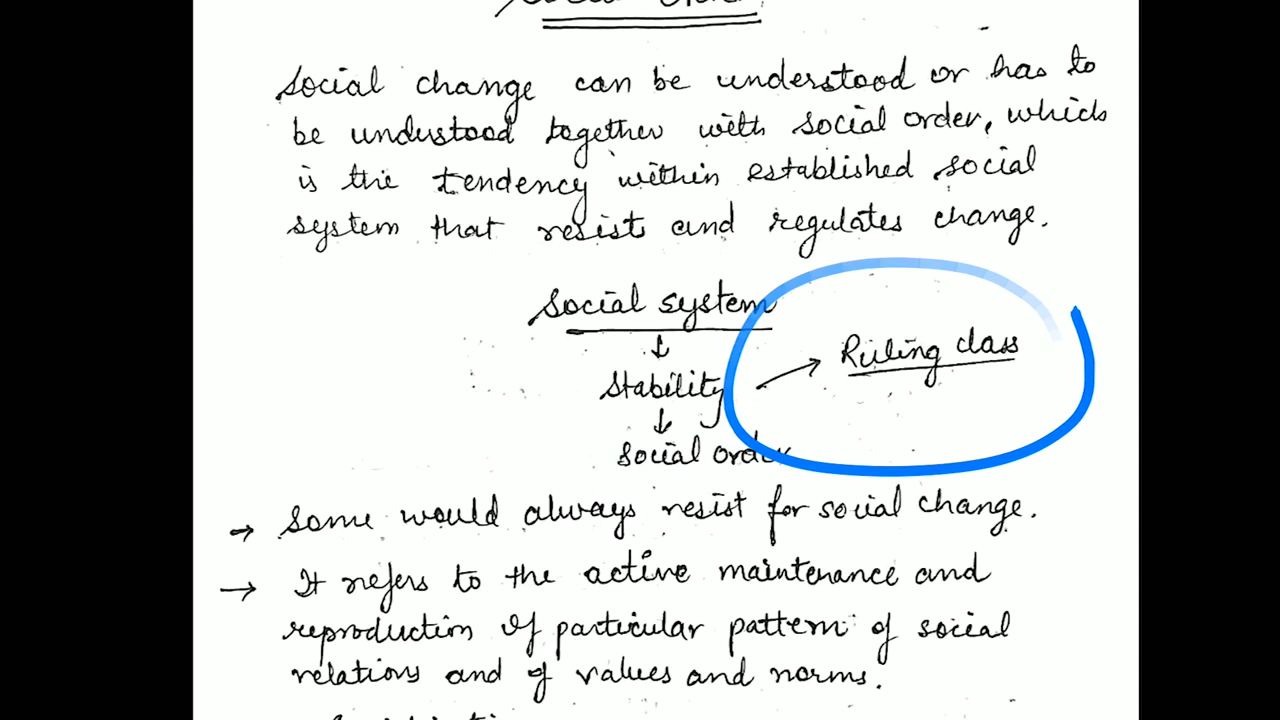 Social change can be understood or has to
be understood together with social order, which
is the tendency within established social
system that resist and regulates change.
Social system
↓
Stability → Ruling class
↓
Social order
→ Some would always resist for social change.
→ It refers to the active maintenance and
reproduction of particular pattern of social
relations and of values and norms.